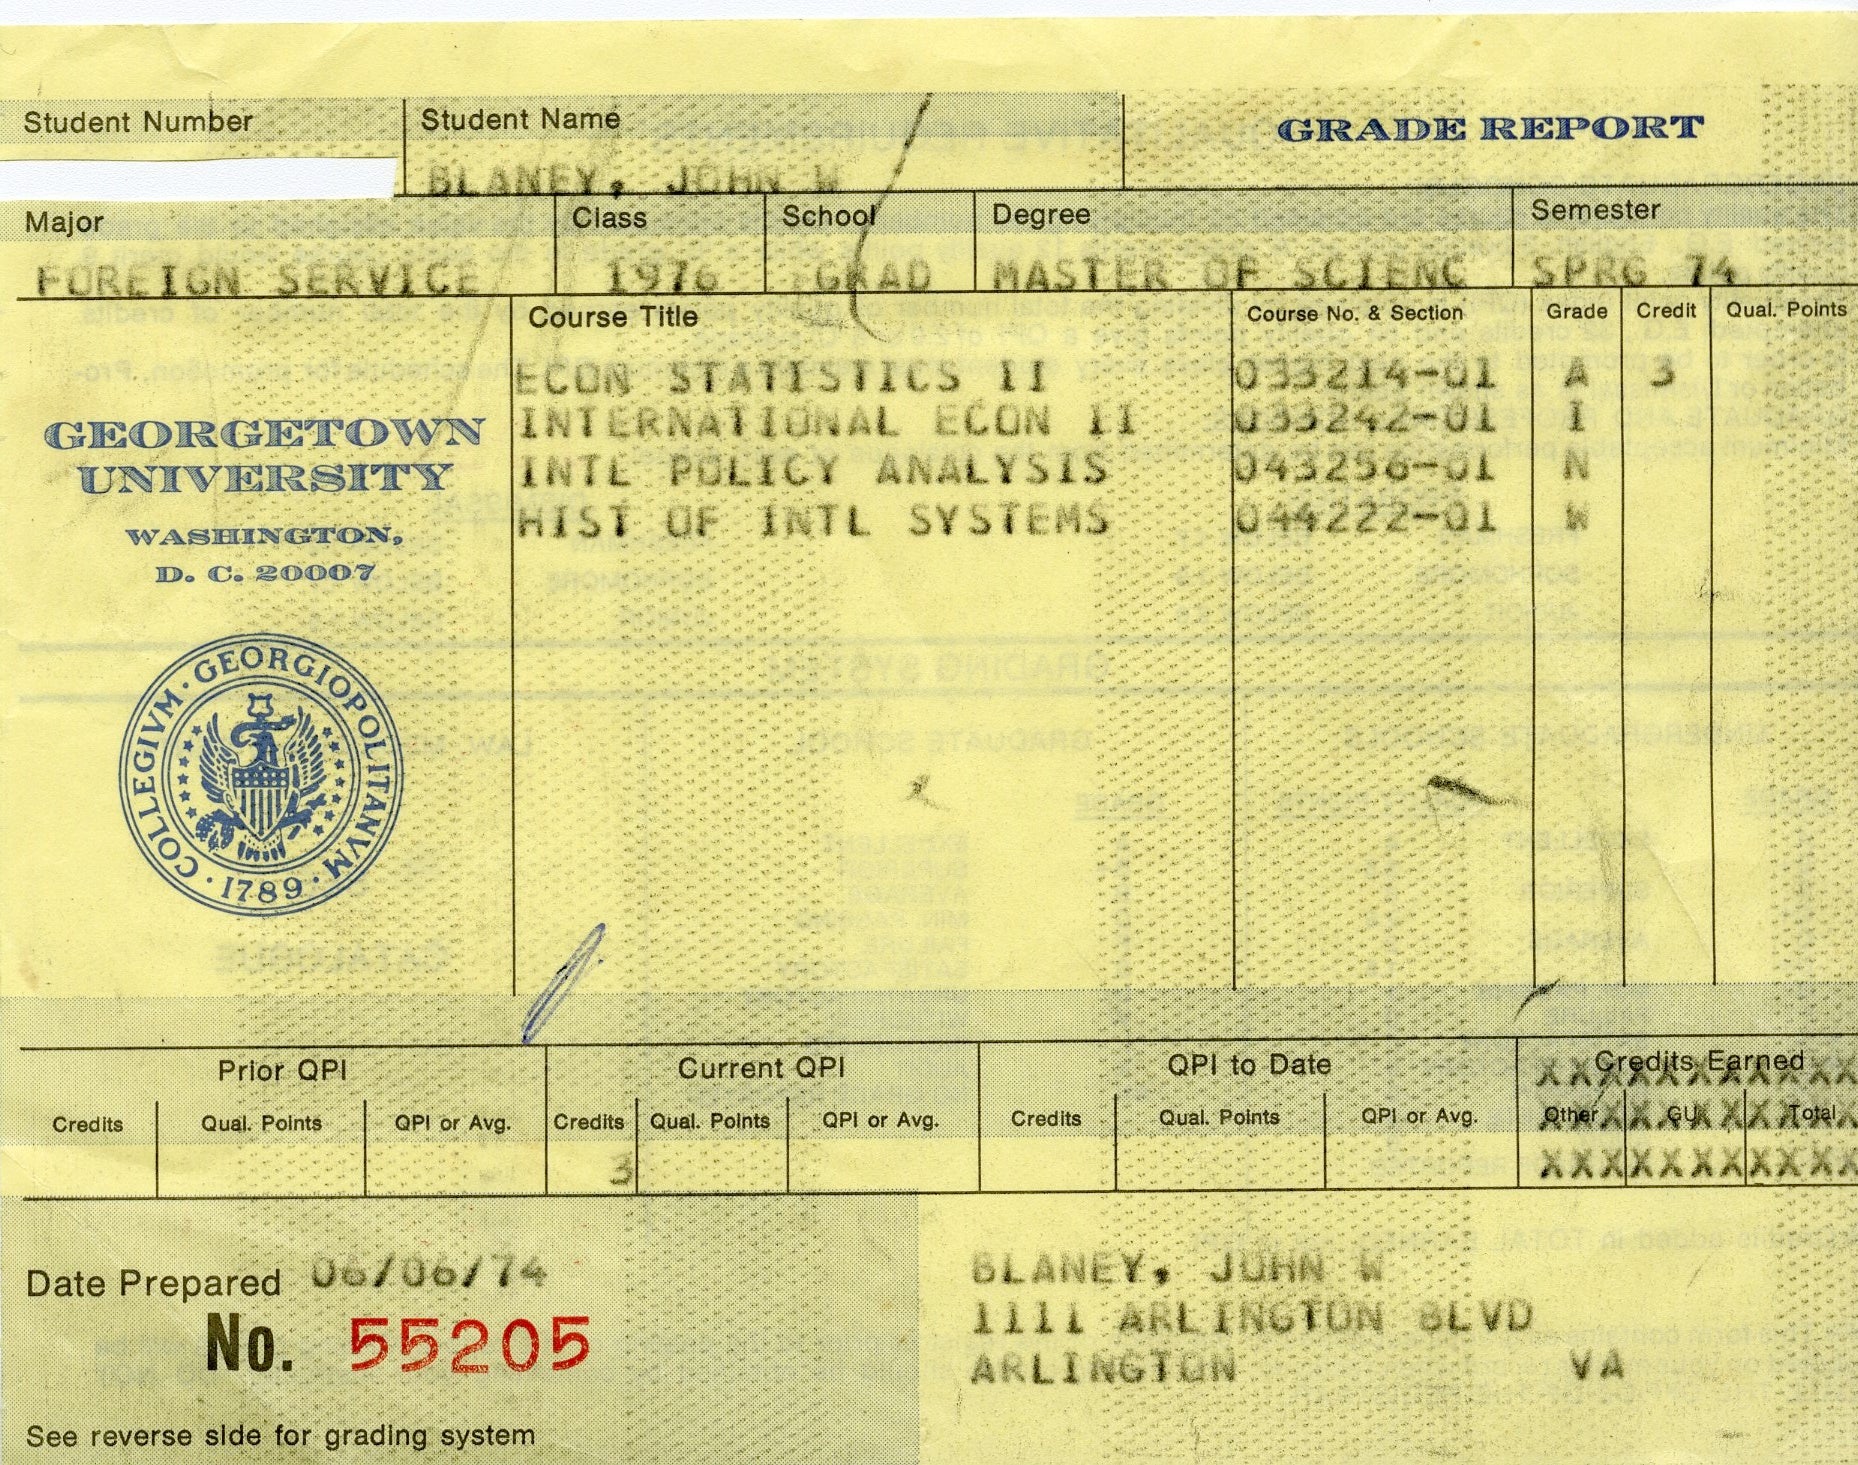 Student Number
Student Name
GRADE REPORT
BLANEY, JOHN W
Major
Class
School
Degree
Semester
FOREIGN SERVICE
1976
GRAD
MASTER OF SCIENC
SPRG 74
Course Title
Course No. & Section
Grade
Credit
Qual. Points
ECON STATISTICS II 033214-01 A 3
INTERNATIONAL ECON II 033242-01 I
INTL POLICY ANALYSIS 043256-01 N
HIST OF INTL SYSTEMS 044222-01 W
GEORGETOWN
UNIVERSITY
WASHINGTON,
D. C. 20007
COLLEGIVM · GEORGIOPOLITANVM · 1789 ·
Prior QPI
Current QPI
QPI to Date
Credits Earned
XXXXXXXXXXX
Credits
Qual. Points
QPI or Avg.
Credits
Qual. Points
QPI or Avg.
Credits
Qual. Points
QPI or Avg.
Other
GU
Total
3
XXXXXXXXXXX
Date Prepared 06/06/74
No. 55205
See reverse side for grading system
BLANEY, JOHN W
1111 ARLINGTON BLVD
ARLINGTON VA